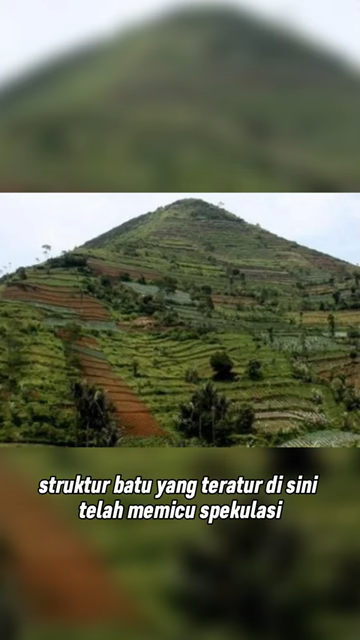 struktur batu yang teratur di sini
telah memicu spekulasi